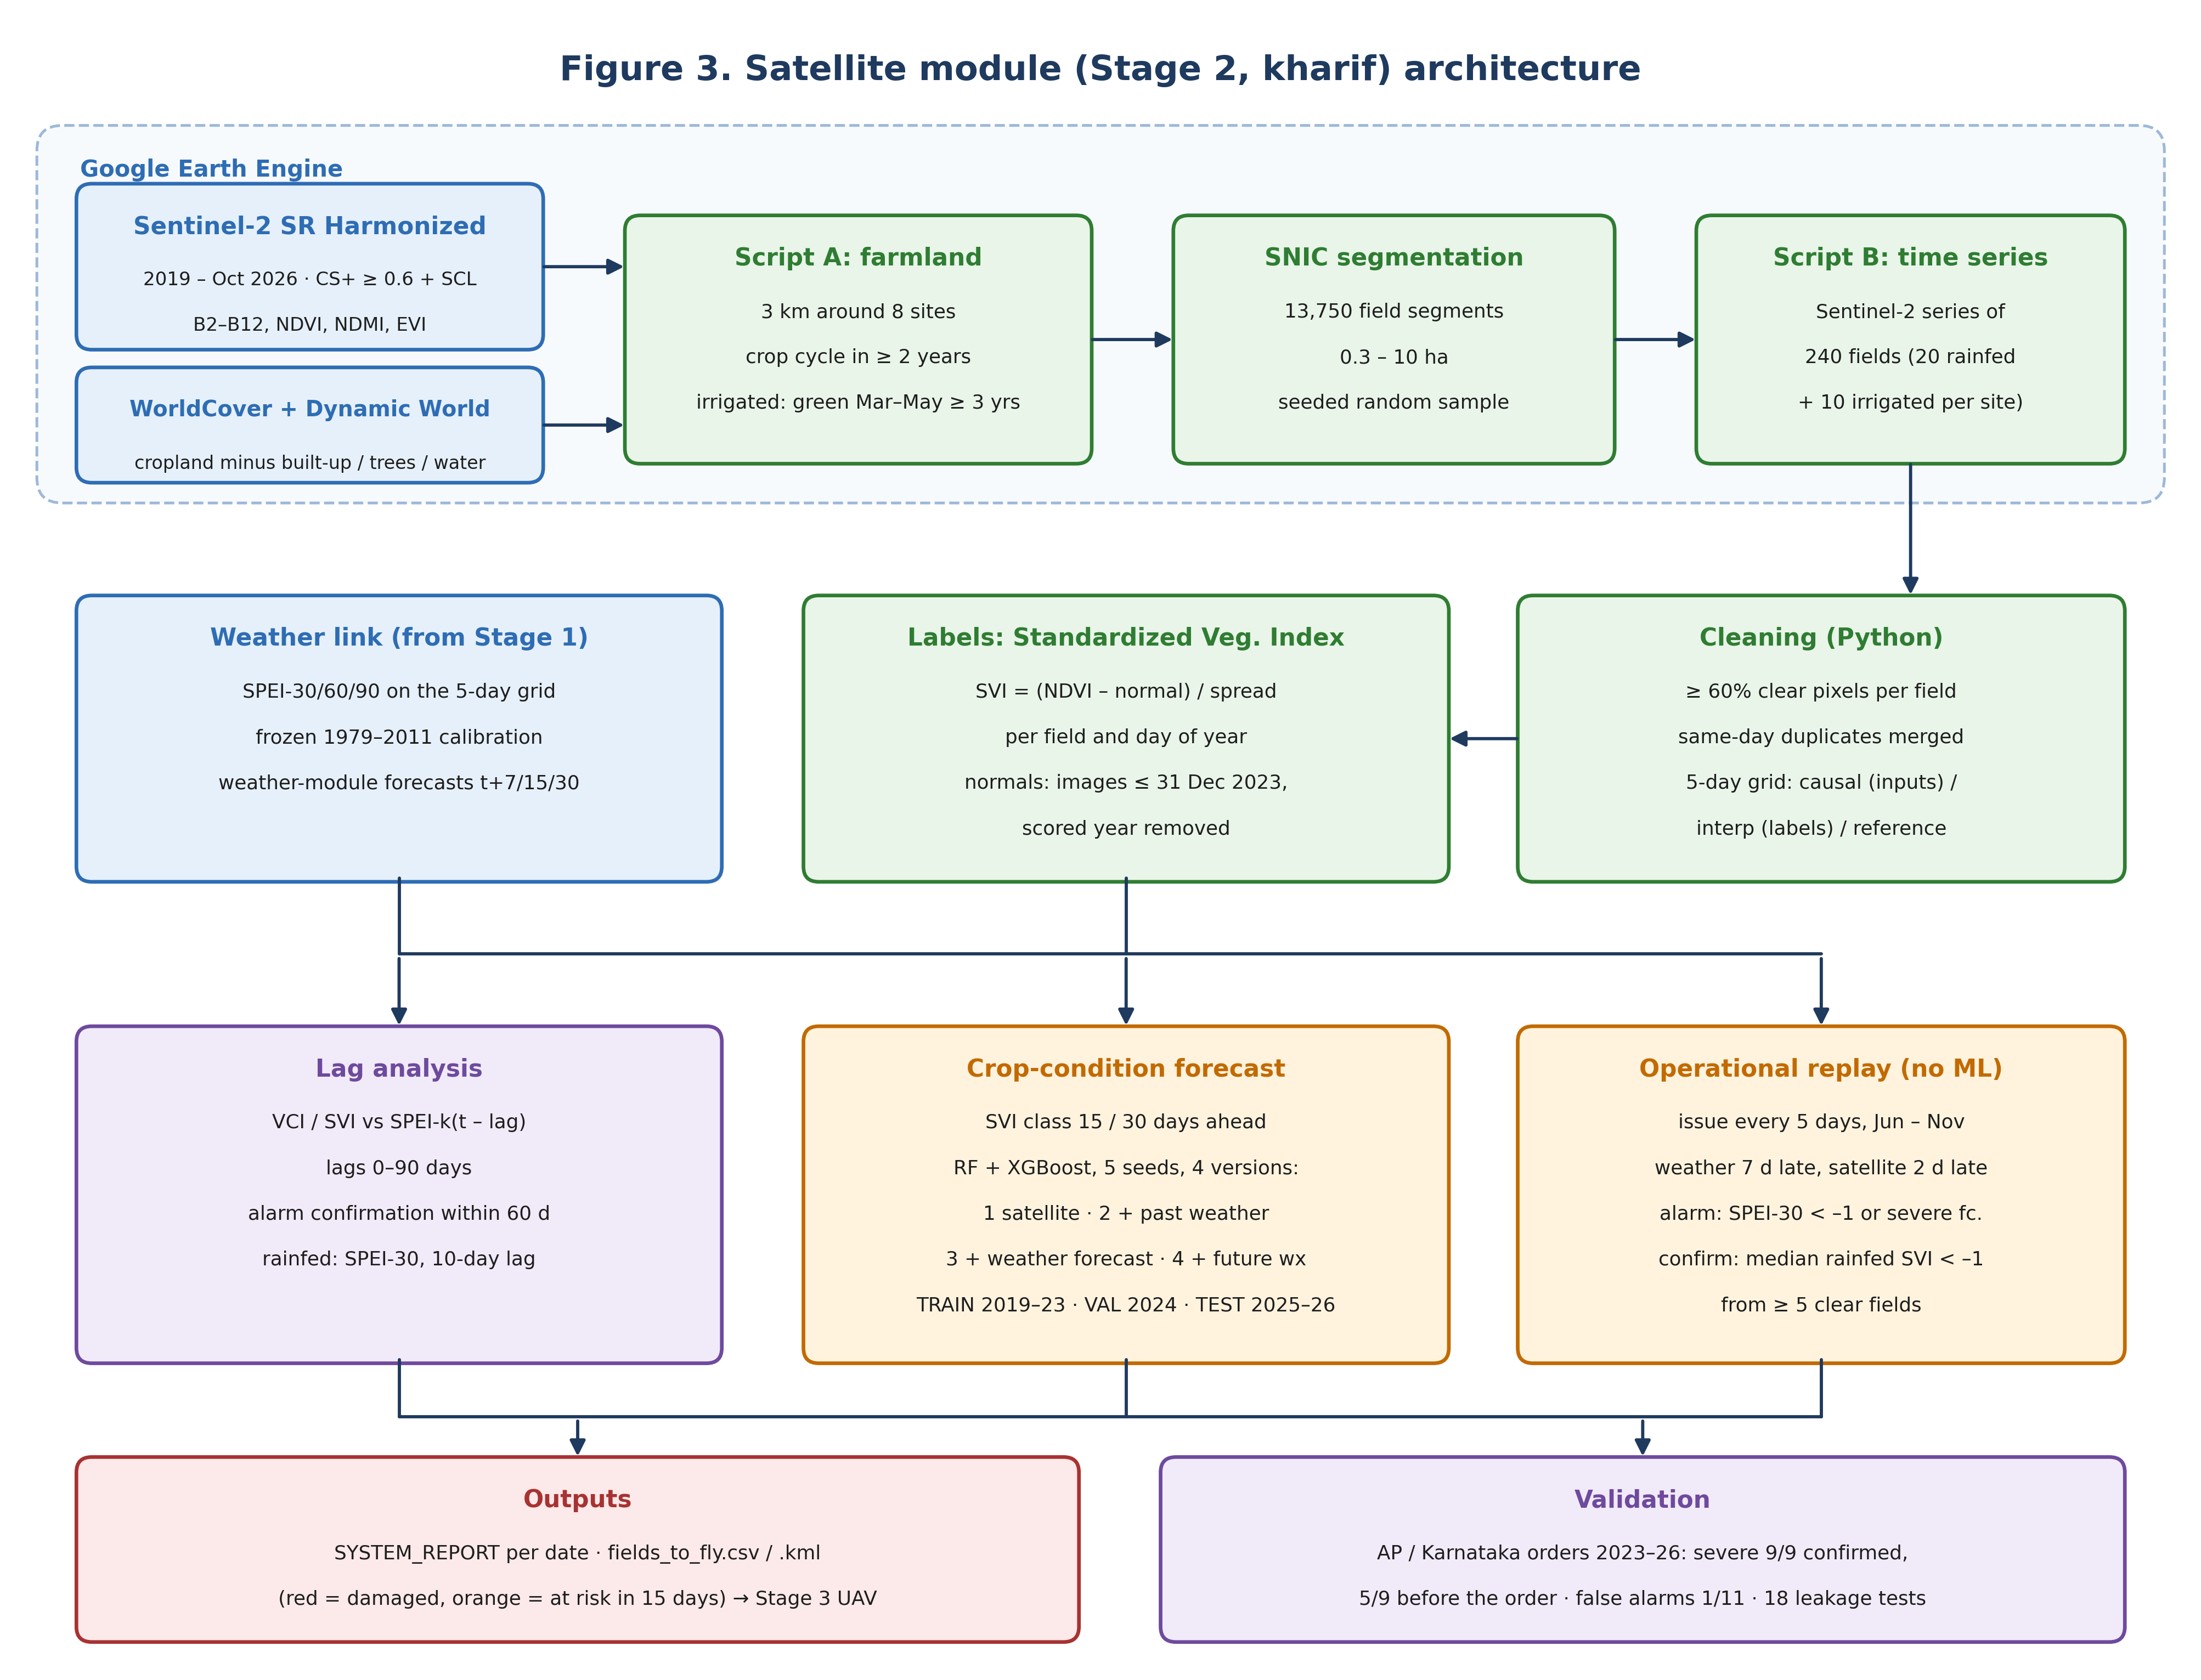 Figure 3. Satellite module (Stage 2, kharif) architecture
Google Earth Engine
Sentinel-2 SR Harmonized
2019 – Oct 2026 · CS+ ≥ 0.6 + SCL
B2–B12, NDVI, NDMI, EVI
WorldCover + Dynamic World
cropland minus built-up / trees / water
Script A: farmland
3 km around 8 sites
crop cycle in ≥ 2 years
irrigated: green Mar–May ≥ 3 yrs
SNIC segmentation
13,750 field segments
0.3 – 10 ha
seeded random sample
Script B: time series
Sentinel-2 series of
240 fields (20 rainfed
+ 10 irrigated per site)
Weather link (from Stage 1)
SPEI-30/60/90 on the 5-day grid
frozen 1979–2011 calibration
weather-module forecasts t+7/15/30
Labels: Standardized Veg. Index
SVI = (NDVI – normal) / spread
per field and day of year
normals: images ≤ 31 Dec 2023,
scored year removed
Cleaning (Python)
≥ 60% clear pixels per field
same-day duplicates merged
5-day grid: causal (inputs) /
interp (labels) / reference
Lag analysis
VCI / SVI vs SPEI-k(t – lag)
lags 0–90 days
alarm confirmation within 60 d
rainfed: SPEI-30, 10-day lag
Crop-condition forecast
SVI class 15 / 30 days ahead
RF + XGBoost, 5 seeds, 4 versions:
1 satellite · 2 + past weather
3 + weather forecast · 4 + future wx
TRAIN 2019–23 · VAL 2024 · TEST 2025–26
Operational replay (no ML)
issue every 5 days, Jun – Nov
weather 7 d late, satellite 2 d late
alarm: SPEI-30 < –1 or severe fc.
confirm: median rainfed SVI < –1
from ≥ 5 clear fields
Outputs
SYSTEM_REPORT per date · fields_to_fly.csv / .kml
(red = damaged, orange = at risk in 15 days) → Stage 3 UAV
Validation
AP / Karnataka orders 2023–26: severe 9/9 confirmed,
5/9 before the order · false alarms 1/11 · 18 leakage tests